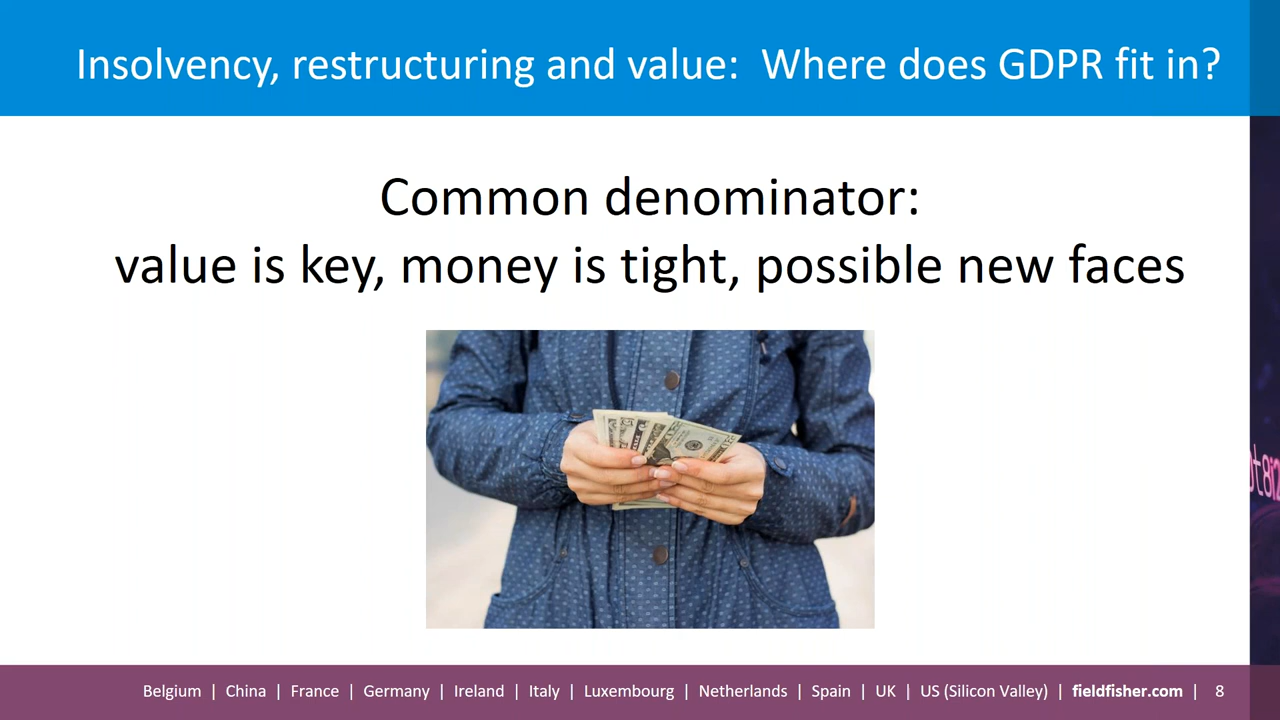 Insolvency, restructuring and value: Where does GDPR fit in?
Common denominator:
value is key, money is tight, possible new faces
Belgium | China | France | Germany | Ireland | Italy | Luxembourg | Netherlands | Spain | UK | US (Silicon Valley) | fieldfisher.com | 8